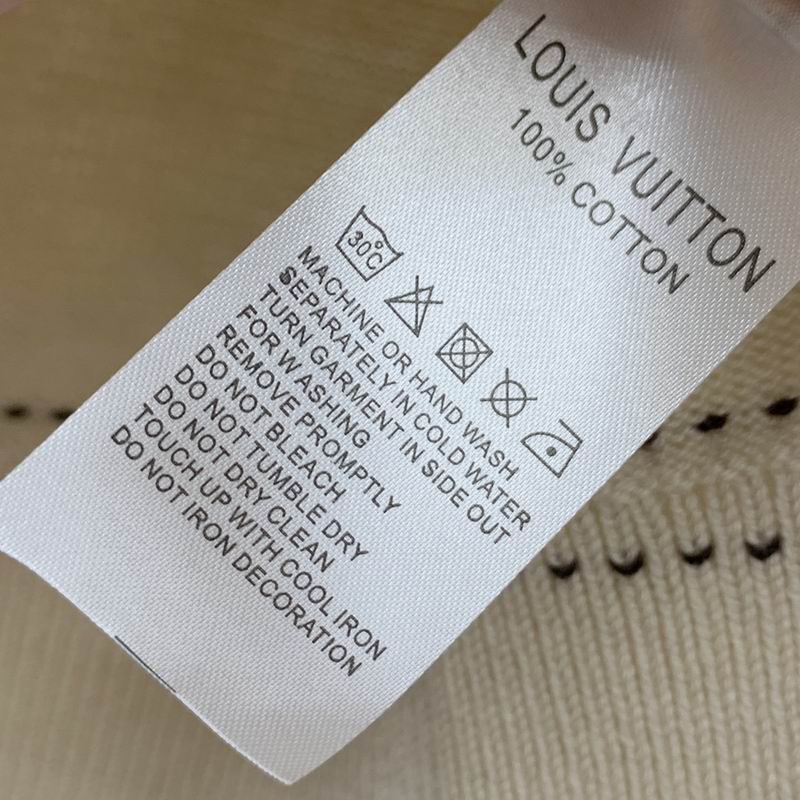 LOUIS VUITTON
100% COTTON
30°C
MACHINE OR HAND WASH
SEPARATELY IN COLD WATER
TURN GARMENT IN SIDE OUT
FOR WASHING
REMOVE PROMPTLY
DO NOT BLEACH
DO NOT TUMBLE DRY
DO NOT DRY CLEAN
TOUCH UP WITH COOL IRON
DO NOT IRON DECORATION